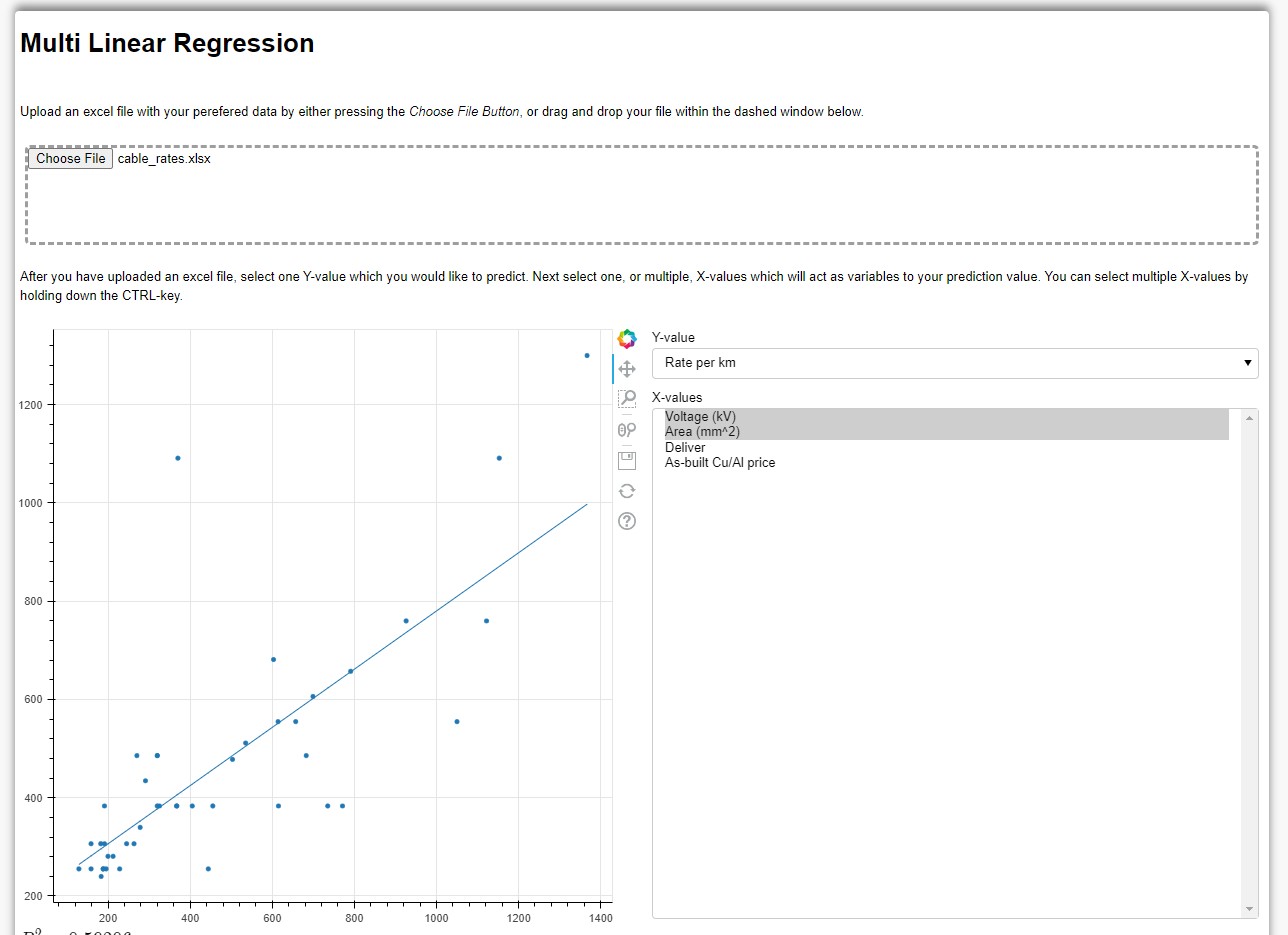 Multi Linear Regression
Upload an excel file with your perefered data by either pressing the Choose File Button, or drag and drop your file within the dashed window below.
Choose File cable_rates.xlsx
After you have uploaded an excel file, select one Y-value which you would like to predict. Next select one, or multiple, X-values which will act as variables to your prediction value. You can select multiple X-values by
holding down the CTRL-key.
Y-value
Rate per km
X-values
Voltage (kV)
Area (mm^2)
Deliver
As-built Cu/Al price
1200
1000
800
600
400
200
200 400 600 800 1000 1200 1400